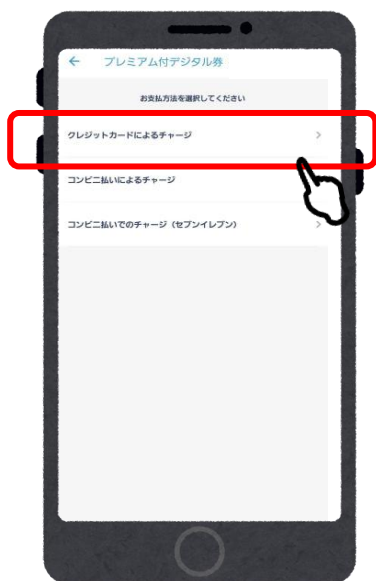 ← プレミアム付デジタル券
お支払方法を選択してください
クレジットカードによるチャージ
コンビニ払いによるチャージ
コンビニ払いでのチャージ（セブンイレブン）